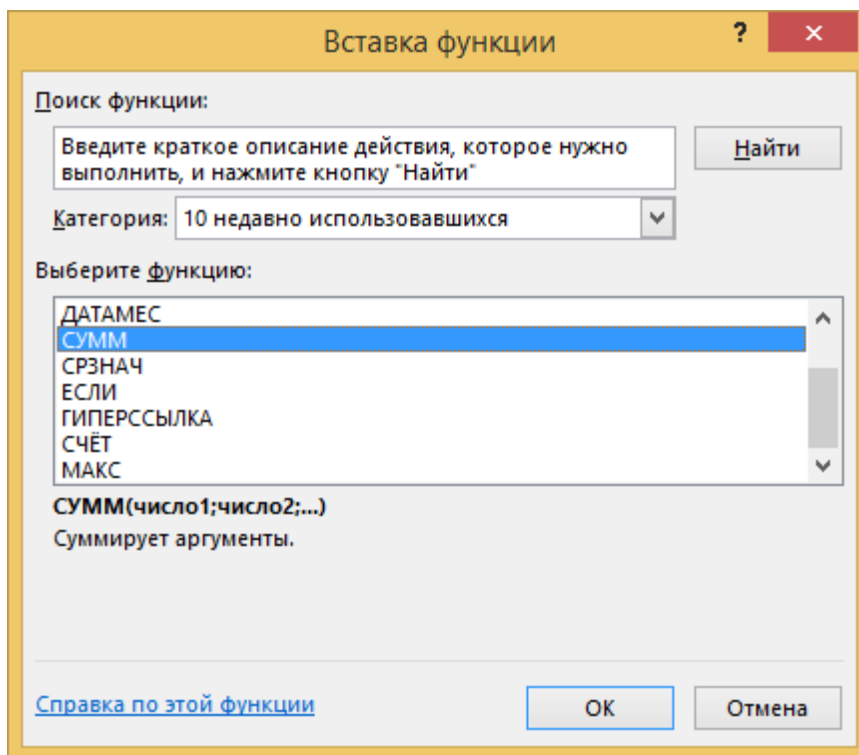 Вставка функции
?
Поиск функции:
Введите краткое описание действия, которое нужно
выполнить, и нажмите кнопку "Найти"
Найти
Категория: 10 недавно использовавшихся
Выберите функцию:
ДАТАМЕС
СУММ
СРЗНАЧ
ЕСЛИ
ГИПЕРССЫЛКА
СЧЁТ
МАКС
СУММ(число1;число2;...)
Суммирует аргументы.
Справка по этой функции
ОК
Отмена